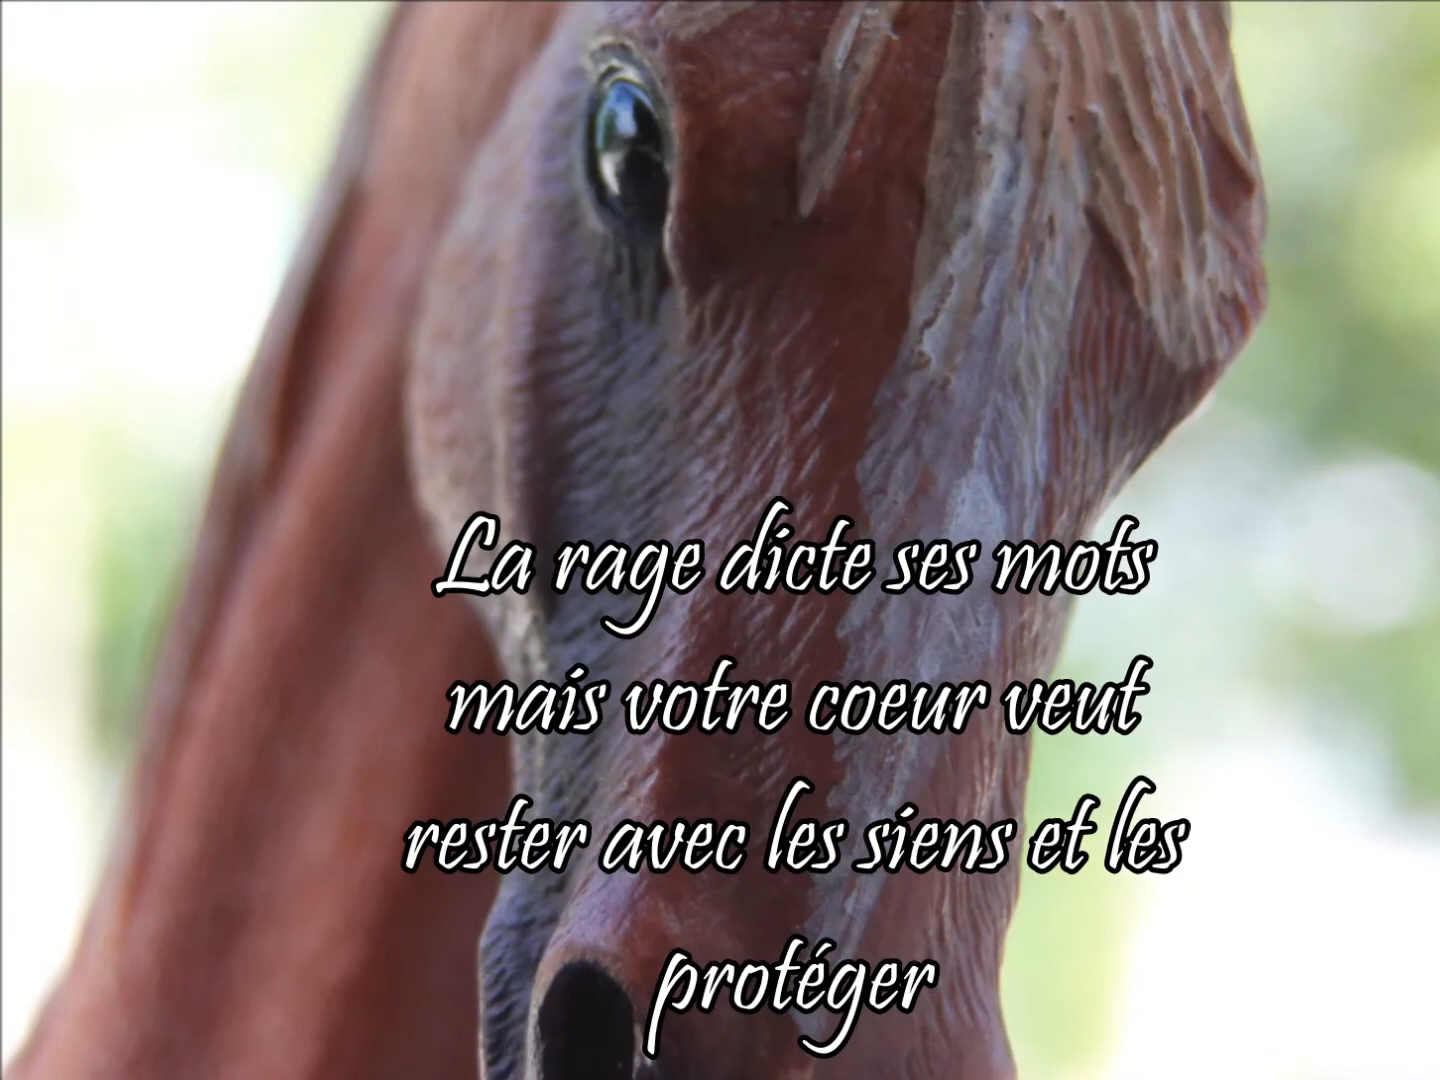 La rage dicte ses mots
mais votre coeur veut
rester avec les siens et les
protéger